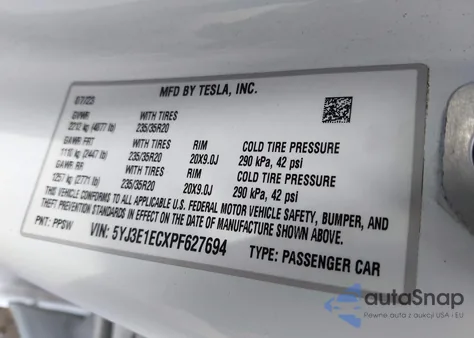 MFD BY TESLA, INC.
GVWR WITH TIRES
2212 kg (4877 lb) 235/35R20
GAWR FRT WITH TIRES RIM COLD TIRE PRESSURE
1110 kg (2447 lb) 235/35R20 20X9.0J 290 kPa, 42 psi
GAWR RR WITH TIRES RIM COLD TIRE PRESSURE
1257 kg (2771 lb) 235/35R20 20X9.0J 290 kPa, 42 psi
THIS VEHICLE CONFORMS TO ALL APPLICABLE U.S. FEDERAL MOTOR VEHICLE SAFETY, BUMPER, AND
THEFT PREVENTION STANDARDS IN EFFECT ON THE DATE OF MANUFACTURE SHOWN ABOVE.
PNT: PPSW VIN: 5YJ3E1ECXPF627694 TYPE: PASSENGER CAR
autoSnap
Pewne auto z aukcji USA - EU